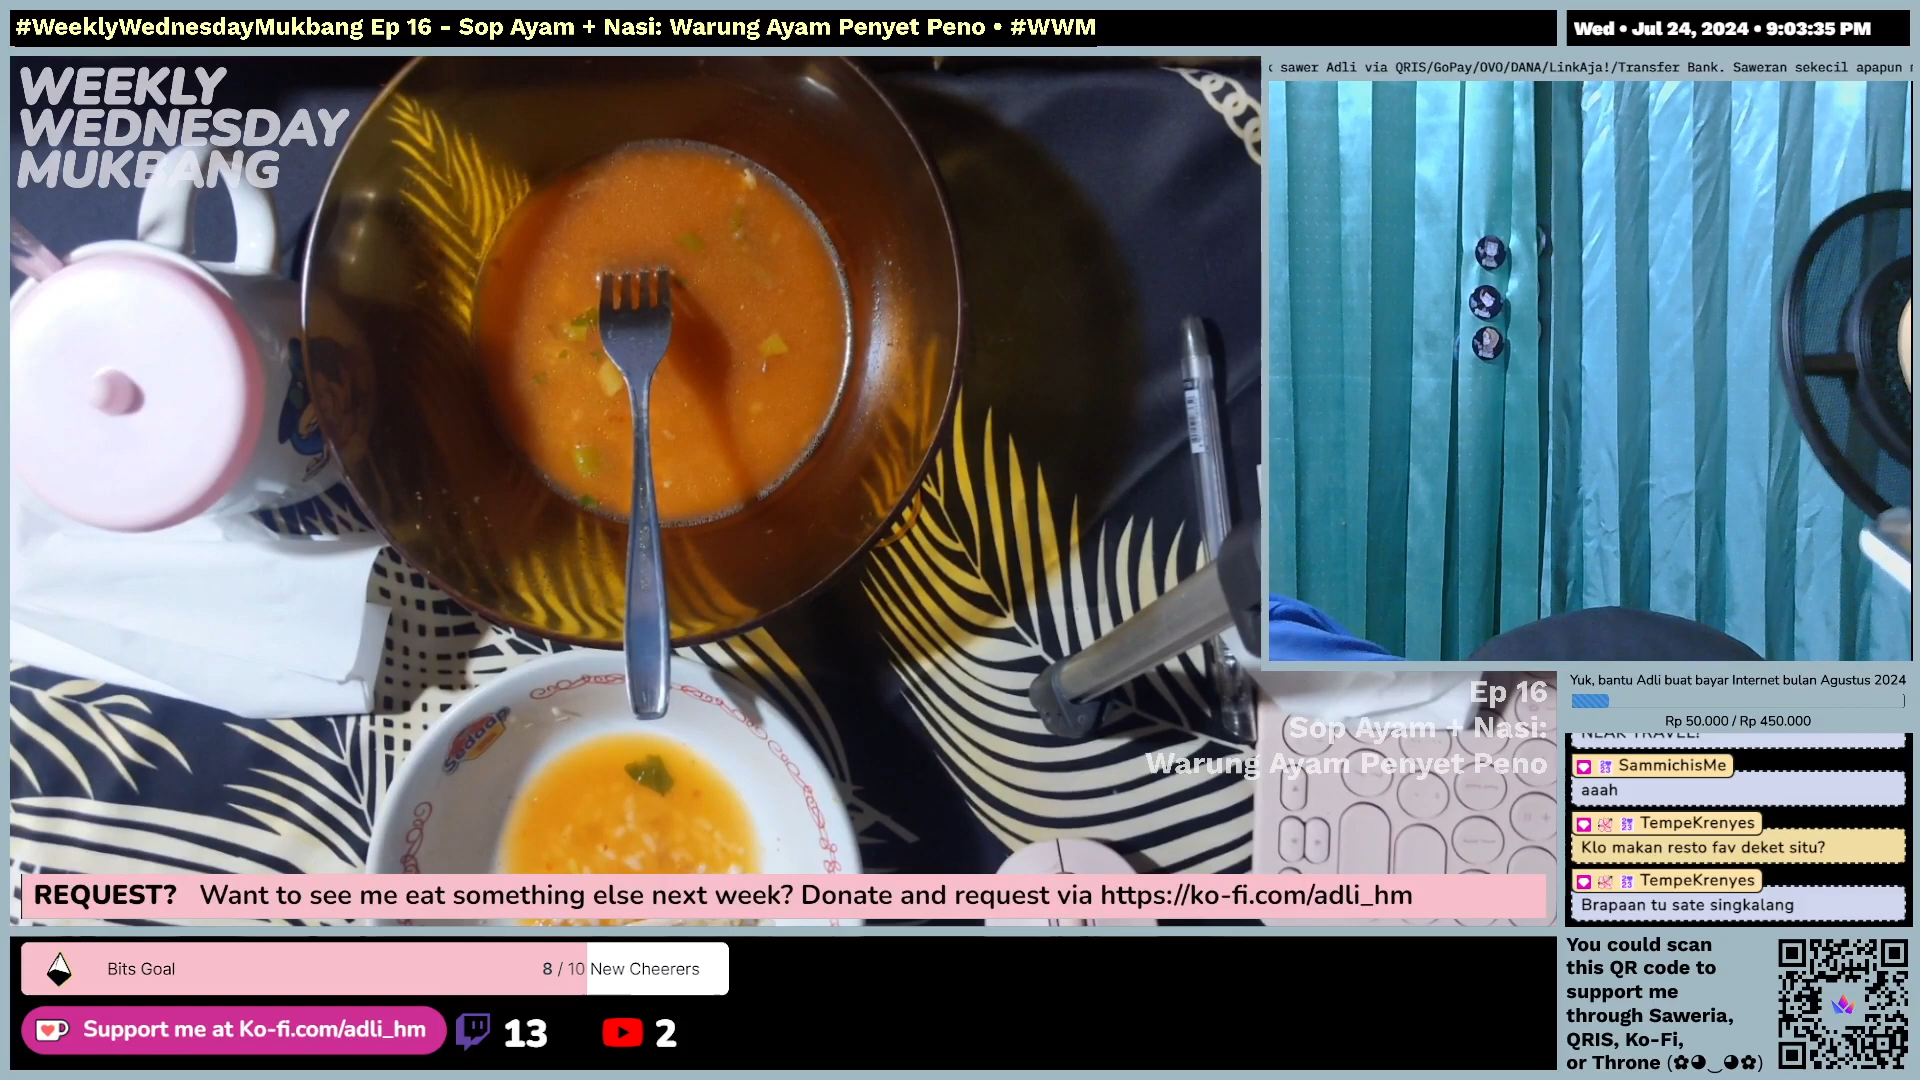 #WeeklyWednesdayMukbang Ep 16 - Sop Ayam + Nasi: Warung Ayam Penyet Peno • #WWM
Wed • Jul 24, 2024 • 9:03:35 PM
sawer Adli via QRIS/GoPay/OVO/DANA/LinkAja!/Transfer Bank. Saweran sekecil apapun
WEEKLY
WEDNESDAY
MUKBANG
Sedaap
Ep 16
Sop Ayam + Nasi:
Warung Ayam Penyet Peno
Yuk, bantu Adli buat bayar Internet bulan Agustus 2024
Rp 50.000 / Rp 450.000
NEAK TRAVEL!
SammichisMe
aaah
TempeKrenyes
Klo makan resto fav deket situ?
TempeKrenyes
Brapaan tu sate singkalang
REQUEST? Want to see me eat something else next week? Donate and request via https://ko-fi.com/adli_hm
Bits Goal 8 / 10 New Cheerers
Support me at Ko-fi.com/adli_hm 13 2
You could scan
this QR code to
support me
through Saweria,
QRIS, Ko-Fi,
or Throne (✿◕‿◕✿)